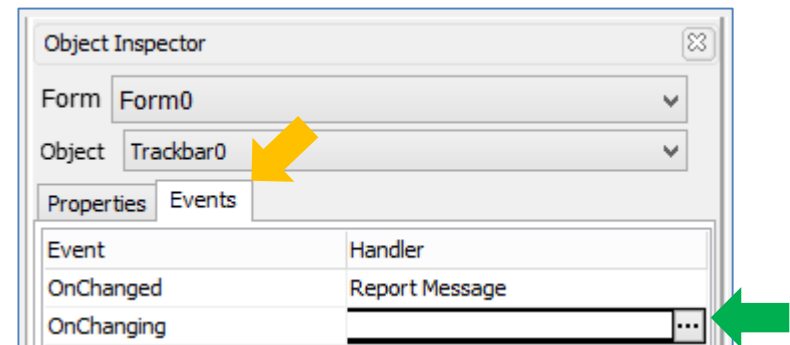 Object Inspector
Form Form0
Object Trackbar0
Properties Events
Event Handler
OnChanged Report Message
OnChanging ...